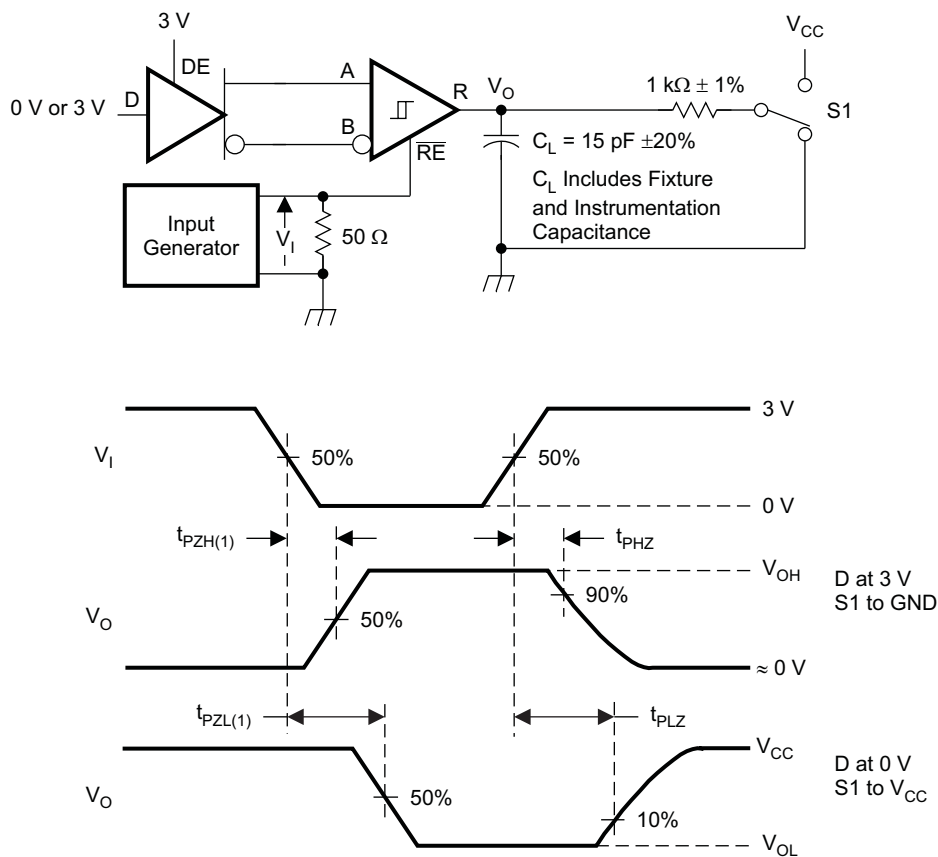 3 V
V_CC
DE
A
1 kΩ ± 1%
D
R
V_O
0 V or 3 V
S1
B
RE
C_L = 15 pF ±20%
C_L Includes Fixture
and Instrumentation
Capacitance
Input
Generator
V_I
50 Ω
3 V
V_I
50%
50%
0 V
t_PZH(1)
t_PHZ
V_OH
D at 3 V
S1 to GND
90%
V_O
50%
≈ 0 V
t_PZL(1)
t_PLZ
V_CC
D at 0 V
S1 to V_CC
V_O
50%
10%
V_OL